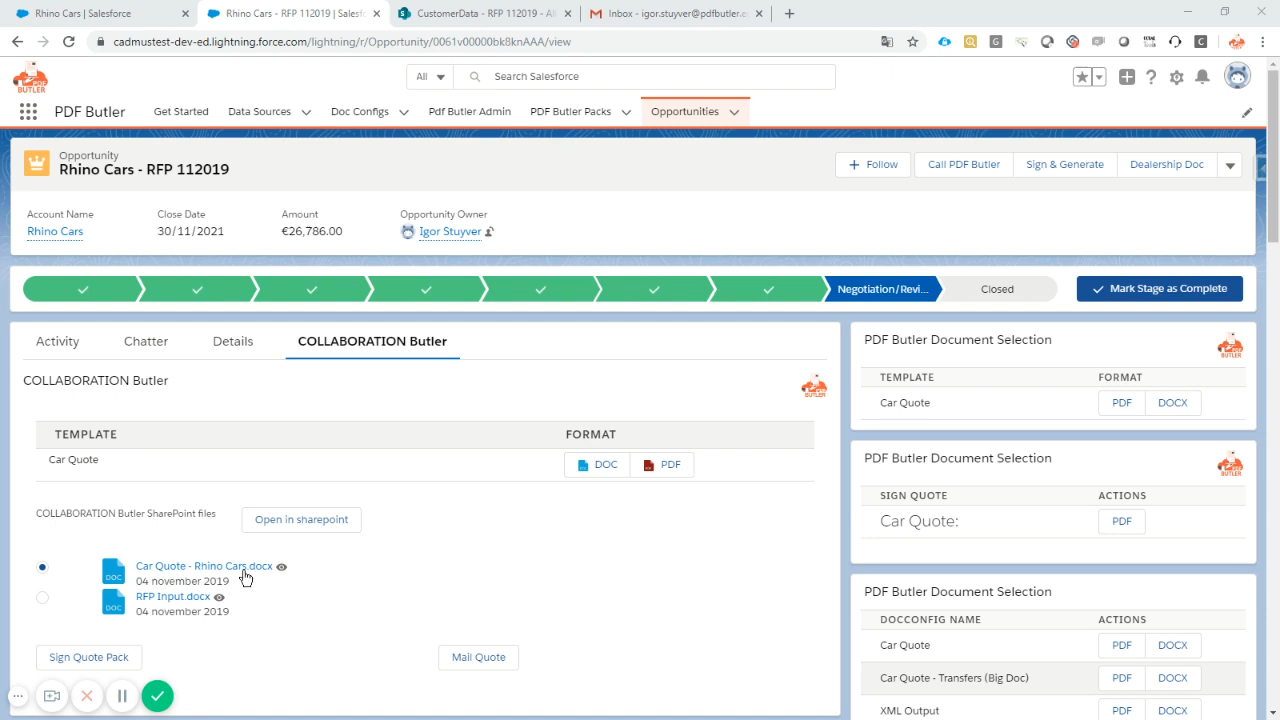 Rhino Cars | Salesforce
Rhino Cars - RFP 112019 | Salesf
CustomerData - RFP 112019 - All
Inbox - igor.stuyver@pdfbutler.e
cadmustest-dev-ed.lightning.force.com/lightning/r/Opportunity/0061v00000bk8knAAA/view
PDF BUTLER
All
Search Salesforce
PDF Butler
Get Started
Data Sources
Doc Configs
Pdf Butler Admin
PDF Butler Packs
Opportunities
Opportunity
Rhino Cars - RFP 112019
Follow
Call PDF Butler
Sign & Generate
Dealership Doc
Account Name
Close Date
Amount
Opportunity Owner
Rhino Cars
30/11/2021
€26,786.00
Igor Stuyver
Negotiation/Revi...
Closed
Mark Stage as Complete
Activity
Chatter
Details
COLLABORATION Butler
COLLABORATION Butler
TEMPLATE
FORMAT
Car Quote
DOC
PDF
COLLABORATION Butler SharePoint files
Open in sharepoint
DOC
Car Quote - Rhino Cars.docx
04 november 2019
DOC
RFP Input.docx
04 november 2019
Sign Quote Pack
Mail Quote
PDF Butler Document Selection
TEMPLATE
FORMAT
Car Quote
PDF
DOCX
PDF Butler Document Selection
SIGN QUOTE
ACTIONS
Car Quote:
PDF
PDF Butler Document Selection
DOCCONFIG NAME
ACTIONS
Car Quote
PDF
DOCX
Car Quote - Transfers (Big Doc)
PDF
DOCX
XML Output
PDF
DOCX